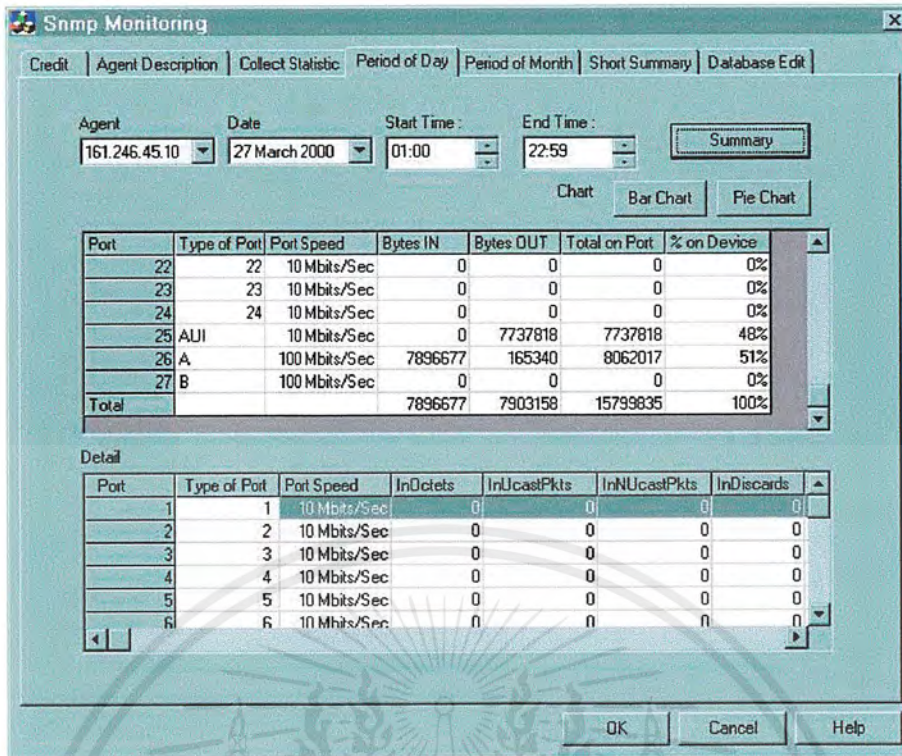 Snmp Monitoring
Credit Agent Description Collect Statistic Period of Day Period of Month Short Summary Database Edit
Agent Date Start Time : End Time :
161.246.45.10 27 March 2000 01:00 22:59 Summary
Chart Bar Chart Pie Chart
Port Type of Port Port Speed Bytes IN Bytes OUT Total on Port % on Device
22 22 10 Mbits/Sec 0 0 0 0%
23 23 10 Mbits/Sec 0 0 0 0%
24 24 10 Mbits/Sec 0 0 0 0%
25 AUI 10 Mbits/Sec 0 7737818 7737818 48%
26 A 100 Mbits/Sec 7896677 165340 8062017 51%
27 B 100 Mbits/Sec 0 0 0 0%
Total 7896677 7903158 15799835 100%
Detail
Port Type of Port Port Speed InOctets InUcastPkts InNUcastPkts InDiscards
1 1 10 Mbits/Sec 0 0 0 0
2 2 10 Mbits/Sec 0 0 0 0
3 3 10 Mbits/Sec 0 0 0 0
4 4 10 Mbits/Sec 0 0 0 0
5 5 10 Mbits/Sec 0 0 0 0
6 6 10 Mbits/Sec 0 0 0 0
OK Cancel Help